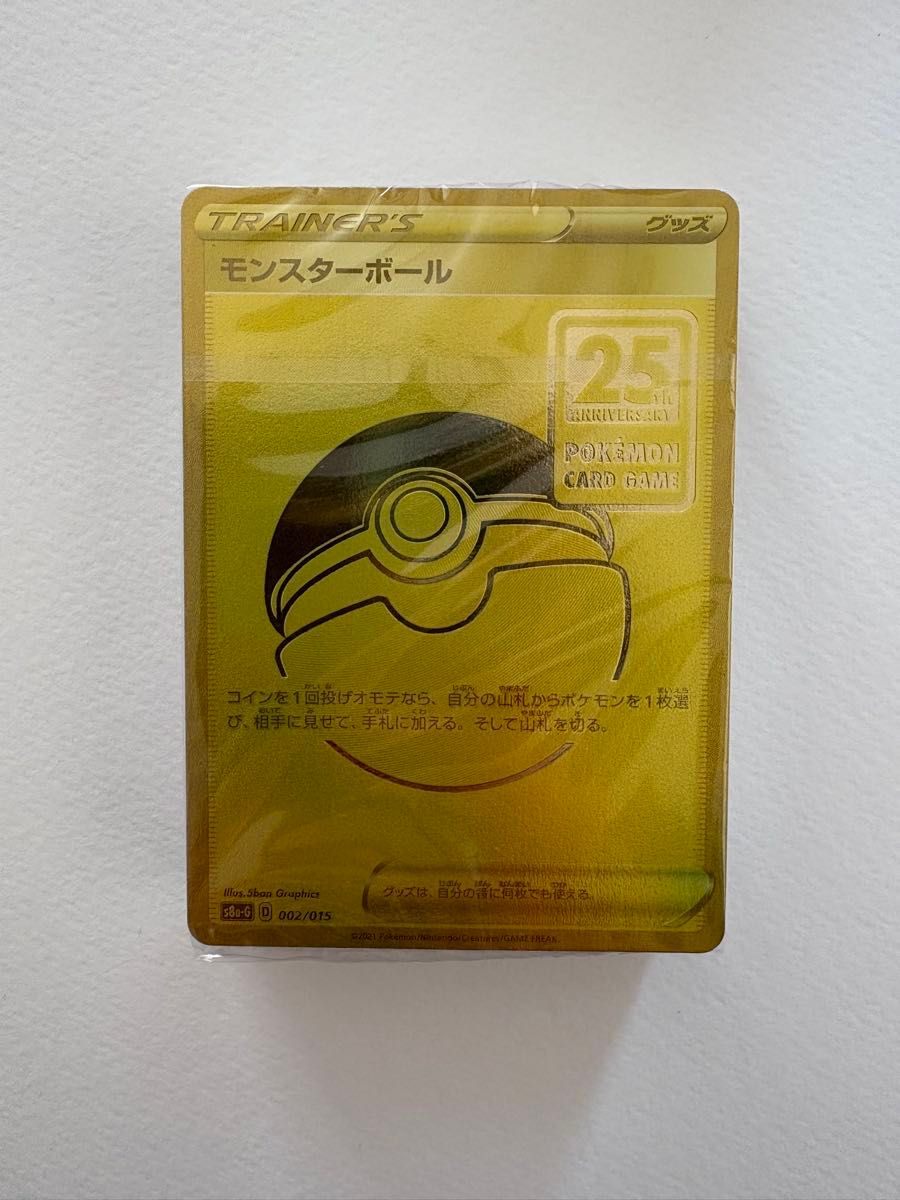 TRAINER'S
グッズ
モンスターボール
25th
ANNIVERSARY
POKÉMON
CARD GAME
コインを1回投げオモテなら、自分の山札からポケモンを1枚選
び、相手に見せて、手札に加える。そして山札を切る。
グッズは、自分の番に何枚でも使える。
Illus. 5ban Graphics
s8a-G D 002/015
©2021 Pokémon/Nintendo/Creatures/GAME FREAK.